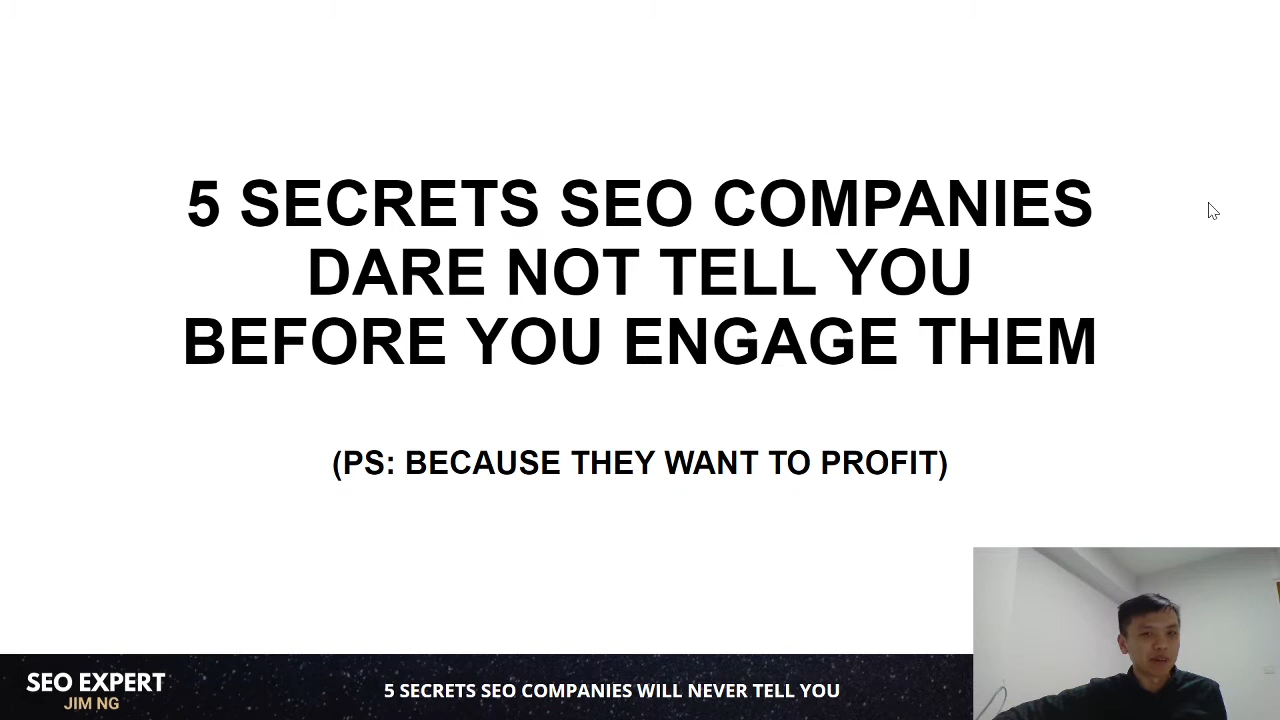 5 SECRETS SEO COMPANIES
DARE NOT TELL YOU
BEFORE YOU ENGAGE THEM
(PS: BECAUSE THEY WANT TO PROFIT)
SEO EXPERT
JIM NG
5 SECRETS SEO COMPANIES WILL NEVER TELL YOU